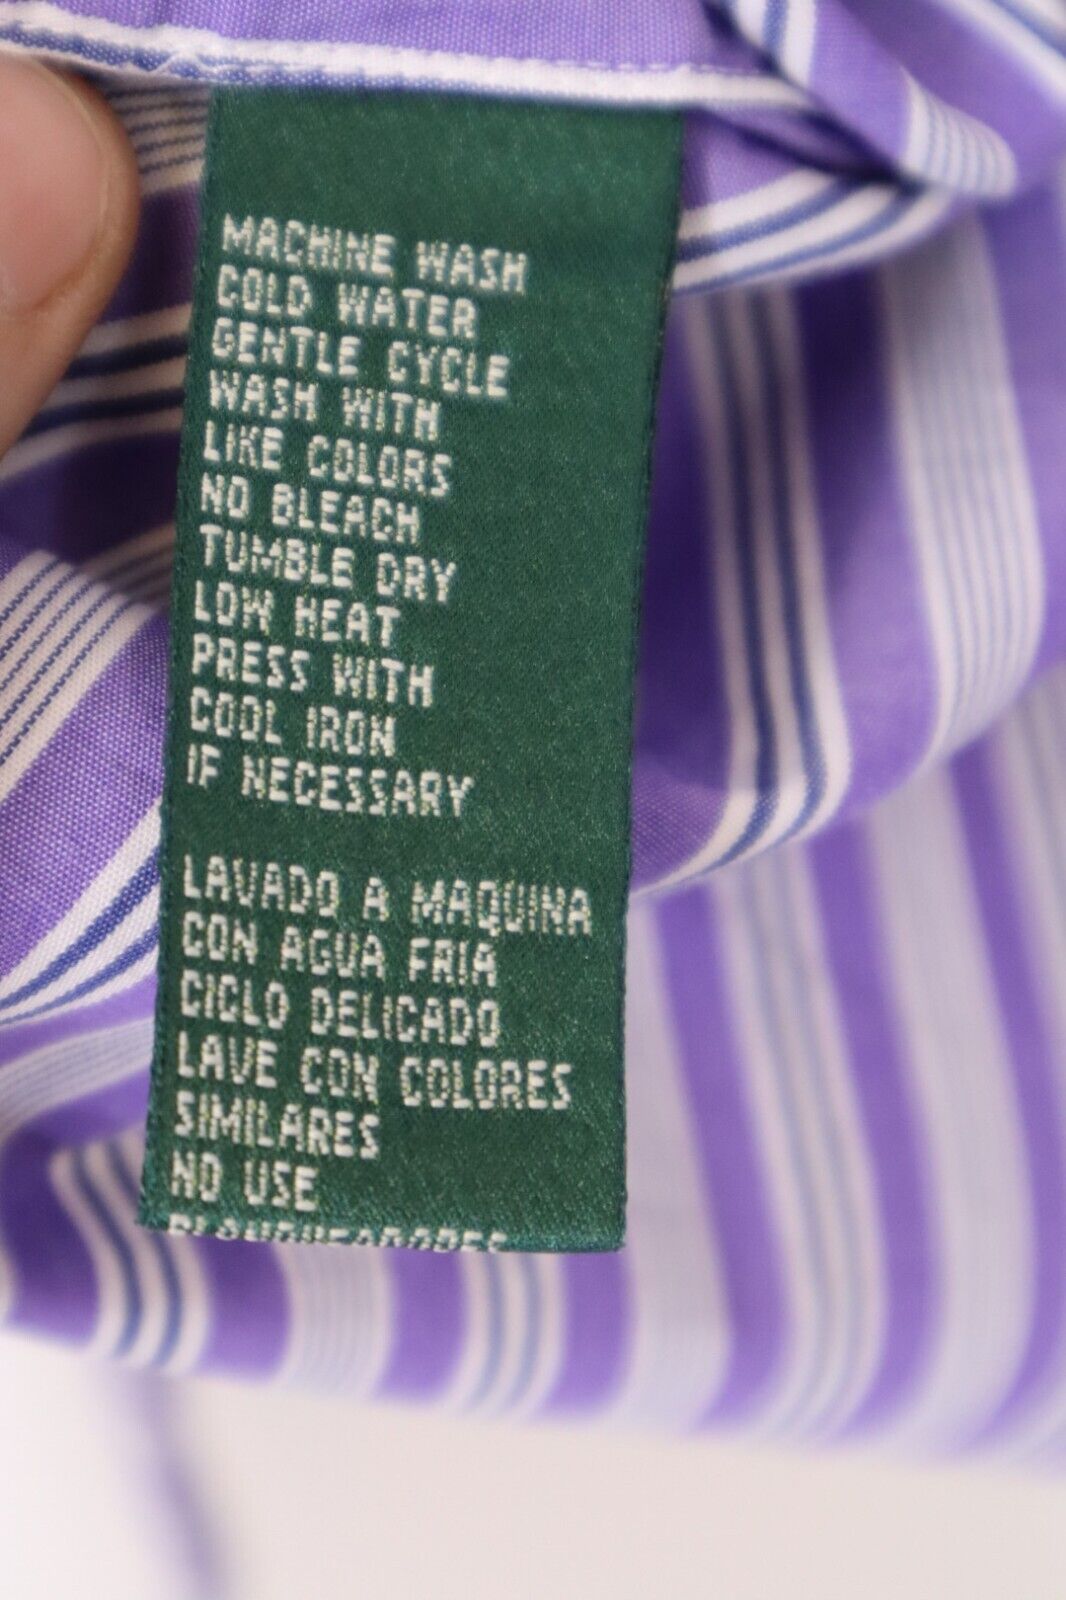 MACHINE WASH
COLD WATER
GENTLE CYCLE
WASH WITH
LIKE COLORS
NO BLEACH
TUMBLE DRY
LOW HEAT
PRESS WITH
COOL IRON
IF NECESSARY
LAVADO A MAQUINA
CON AGUA FRIA
CICLO DELICADO
LAVE CON COLORES
SIMILARES
NO USE